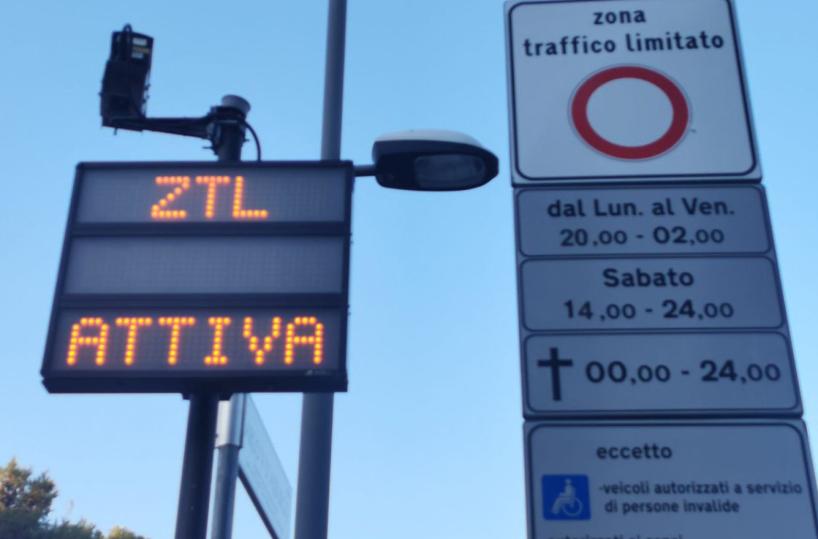 ZTL
ATTIVA
zona
traffico limitato
dal Lun. al Ven.
20,00 - 02,00
Sabato
14,00 - 24,00
00,00 - 24,00
eccetto
-veicoli autorizzati a servizio
di persone invalide